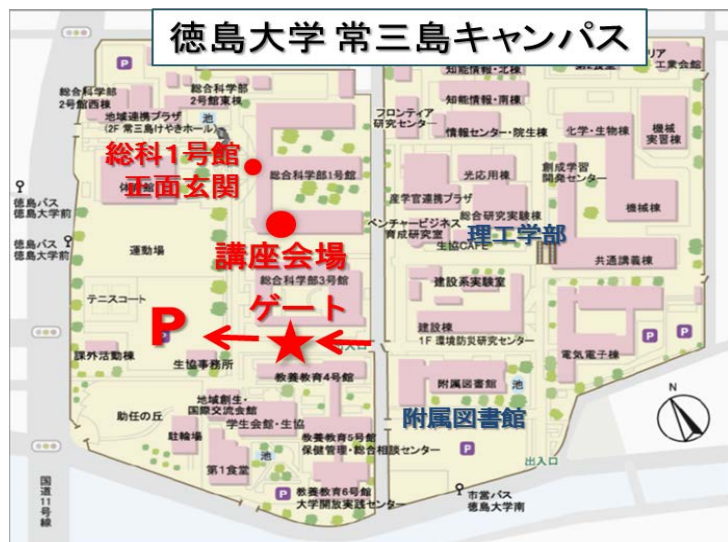 徳島大学 常三島キャンパス
P
総合科学部
2号館西棟
総合科学部
2号館東棟
地域連携プラザ
(2F 常三島けやきホール)
池
総科１号館
正面玄関
総合科学部1号館
徳島バス
徳島大学前
徳島バス
徳島大学前
運動場
講座会場
総合科学部3号館
ゲート
テニスコート
P
課外活動棟
生協事務所
教養教育4号館
地域創生・
国際交流会館
助任の丘
学生会館・生協
駐輪場
池
教養教育5号館
保健管理・総合相談センター
第1食堂
P
教養教育6号館
大学開放実践センター
国道11号線
知能情報・北棟
工業会館
知能情報・南棟
フロンティア
研究センター
情報センター・院生棟
化学・生物棟
機械
実習棟
光応用棟
創成学習
開発センター
産学官連携プラザ
総合研究実験棟
機械棟
ベンチャービジネス
育成研究室
理工学部
生協CAFE
共通講義棟
建設系実験室
建設棟
1F 環境防災研究センター
P
P
電気電子棟
附属図書館
池
附属図書館
P
出入口
市営バス
徳島大学南
N